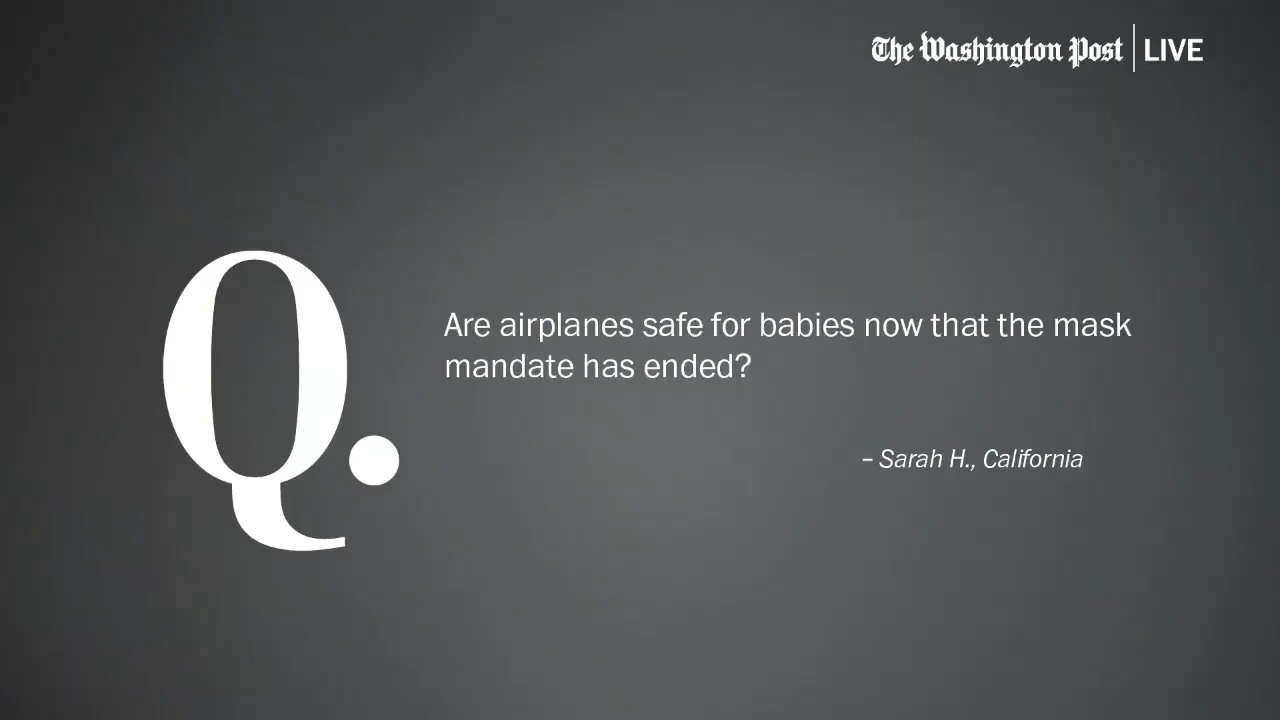 The Washington Post | LIVE
Q.
Are airplanes safe for babies now that the mask
mandate has ended?
– Sarah H., California